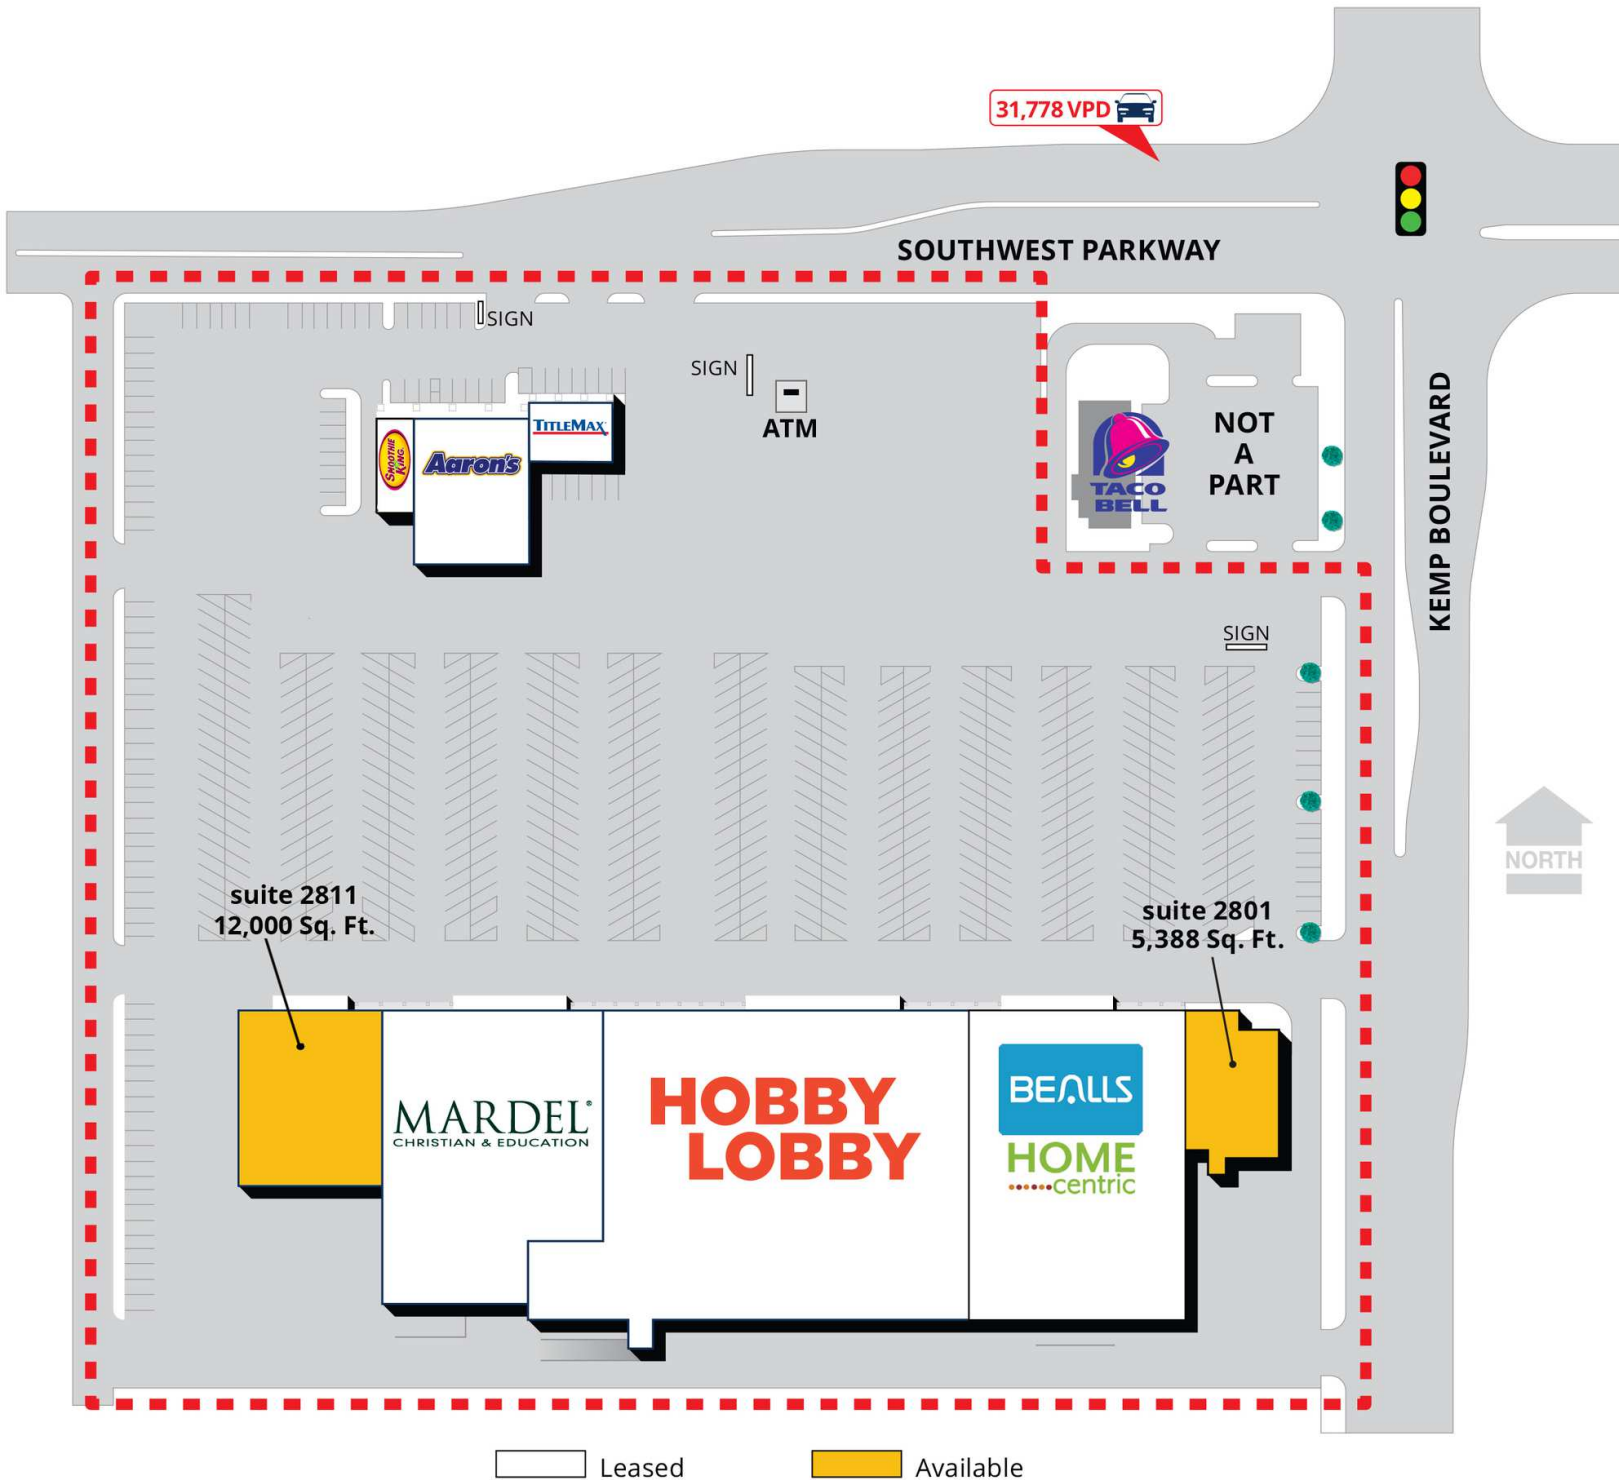 31,778 VPD
SOUTHWEST PARKWAY
SIGN
SIGN
ATM
SMOOTHIE
KING
Aaron's
TITLEMAX
TACO
BELL
NOT
A
PART
KEMP BOULEVARD
SIGN
NORTH
suite 2811
12,000 Sq. Ft.
suite 2801
5,388 Sq. Ft.
MARDEL®
CHRISTIAN & EDUCATION
HOBBY
LOBBY
BEALLS
HOME
centric
Leased
Available